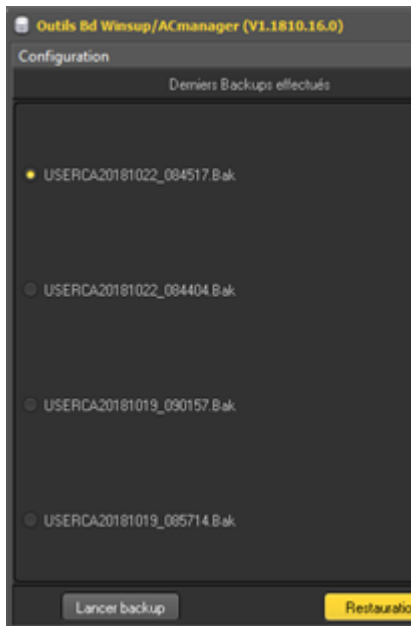 Outils Bd Winsup/ACmanager (V1.1810.16.0)
Configuration
Derniers Backups effectués
USERCA20181022_084517.Bak
USERCA20181022_084404.Bak
USERCA20181019_090157.Bak
USERCA20181019_085714.Bak
Lancer backup
Restauratio